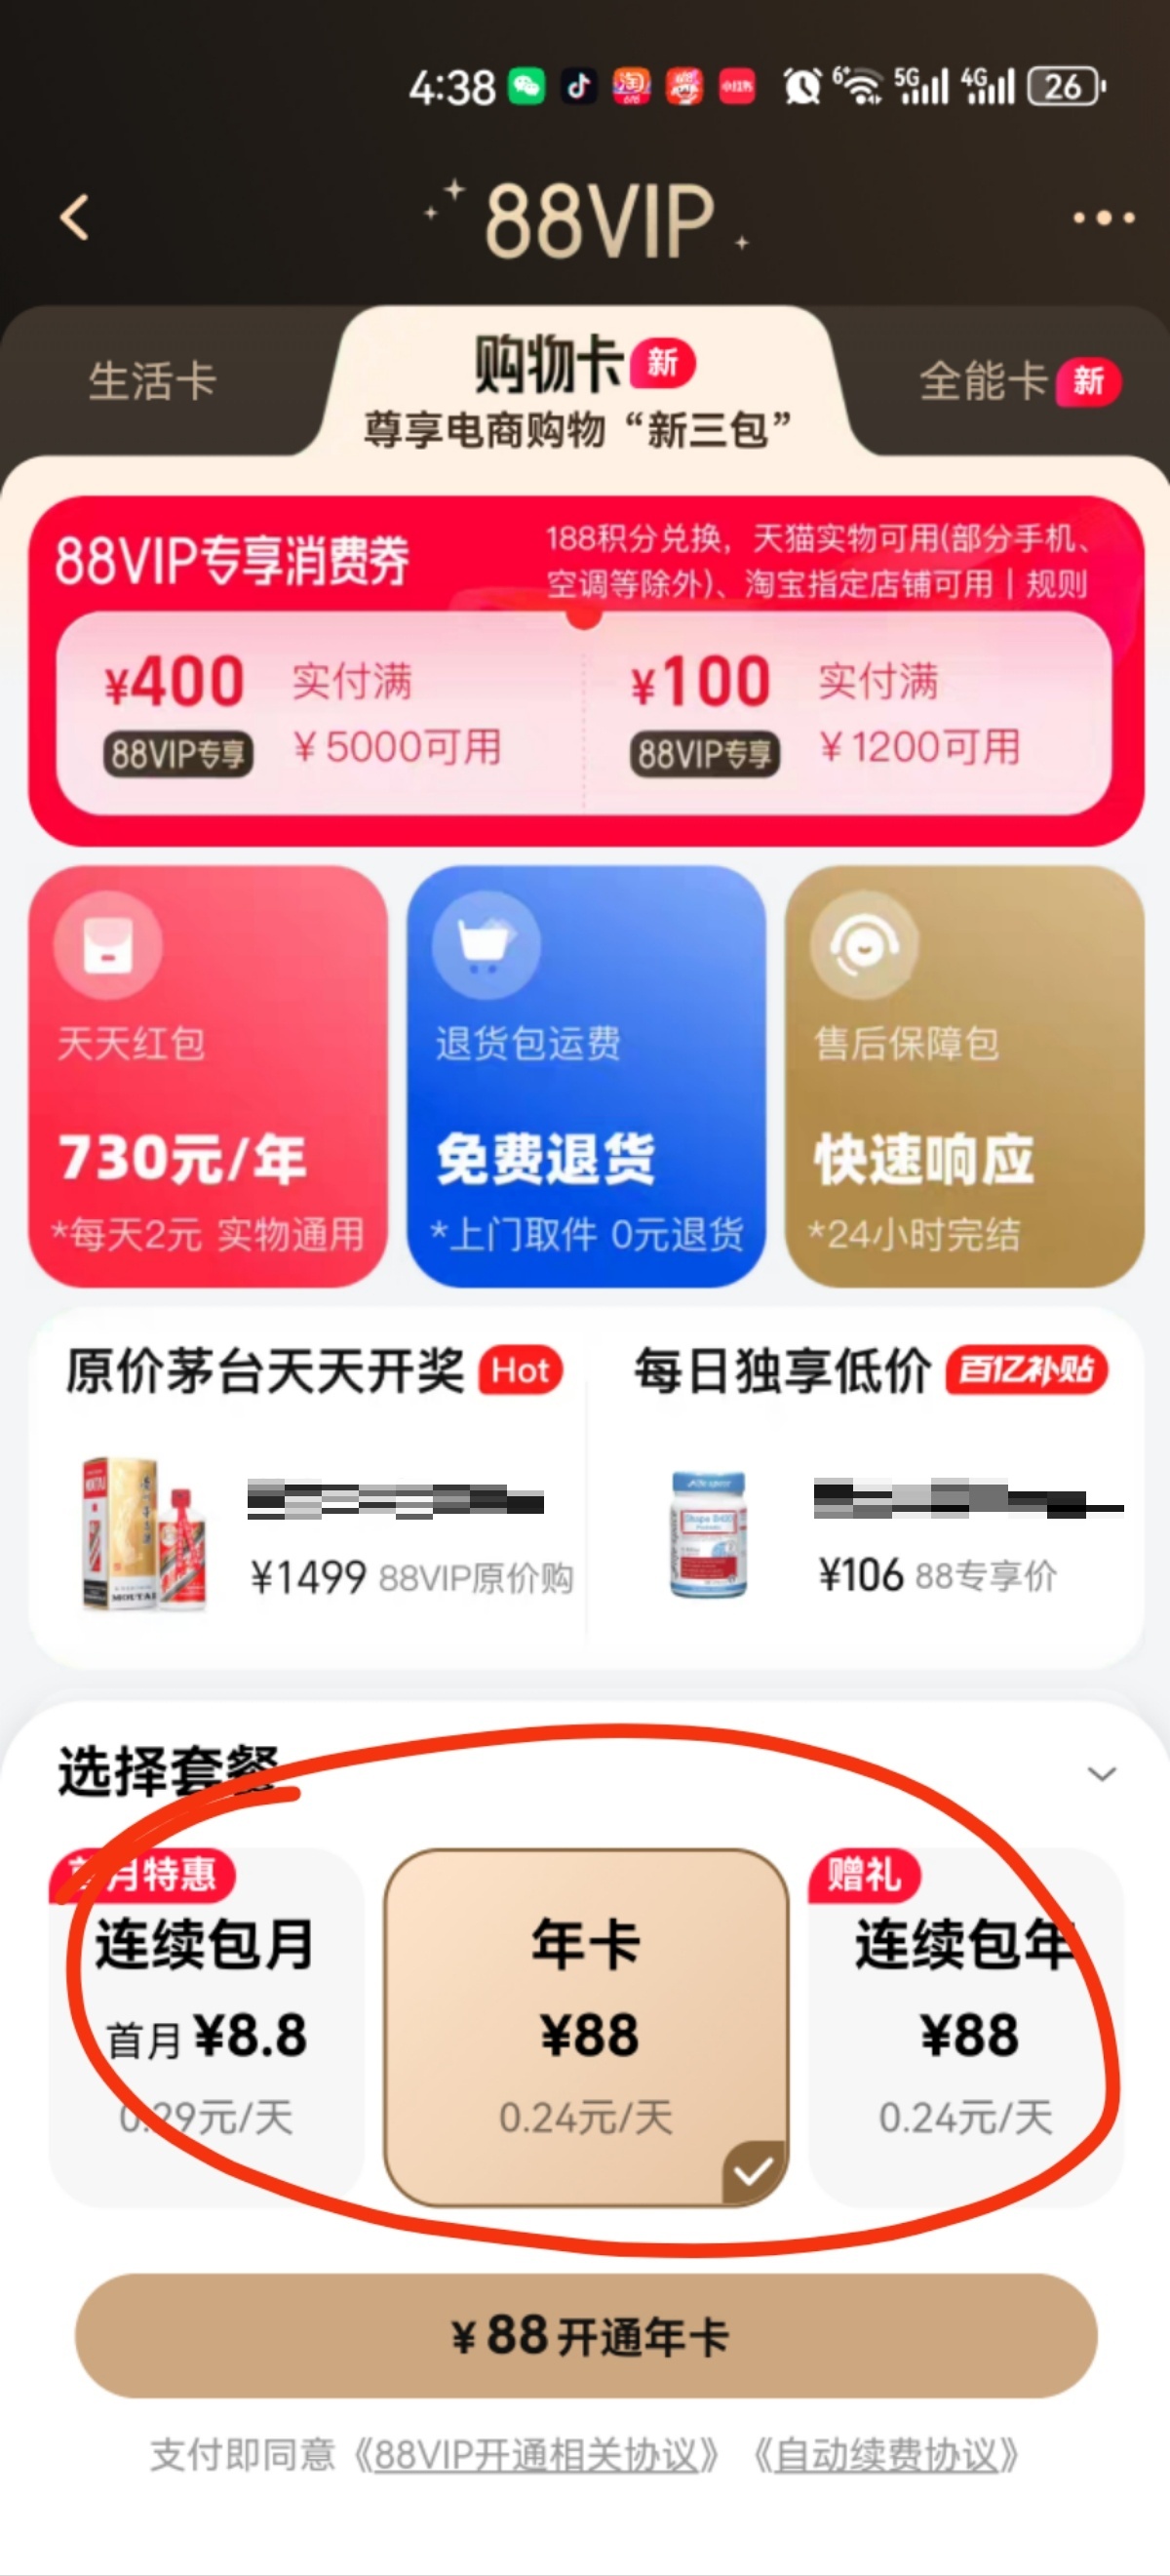 4:38
淘
小红书
6+
5G
4G
26
88VIP
生活卡
购物卡 新
全能卡 新
尊享电商购物“新三包”
88VIP专享消费券
188积分兑换，天猫实物可用(部分手机、
空调等除外)、淘宝指定店铺可用 | 规则
¥400 实付满
88VIP专享 ¥5000可用
¥100 实付满
88VIP专享 ¥1200可用
天天红包
730元/年
*每天2元 实物通用
退货包运费
免费退货
*上门取件 0元退货
售后保障包
快速响应
*24小时完结
原价茅台天天开奖 Hot
MOUTAI
¥1499 88VIP原价购
每日独享低价 百亿补贴
¥106 88专享价
选择套餐
月特惠
连续包月
首月 ¥8.8
0.29元/天
年卡
¥88
0.24元/天
赠礼
连续包年
¥88
0.24元/天
¥88开通年卡
支付即同意《88VIP开通相关协议》《自动续费协议》